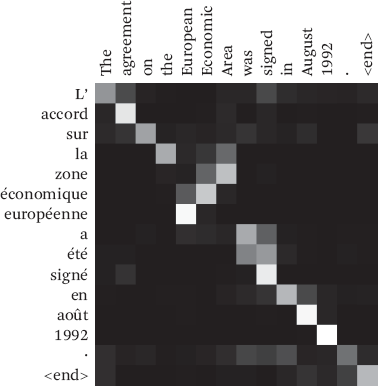 The agreement on the European Economic Area was signed in August 1992 . <end>
L'
accord
sur
la
zone
économique
européenne
a
été
signé
en
août
1992
.
<end>